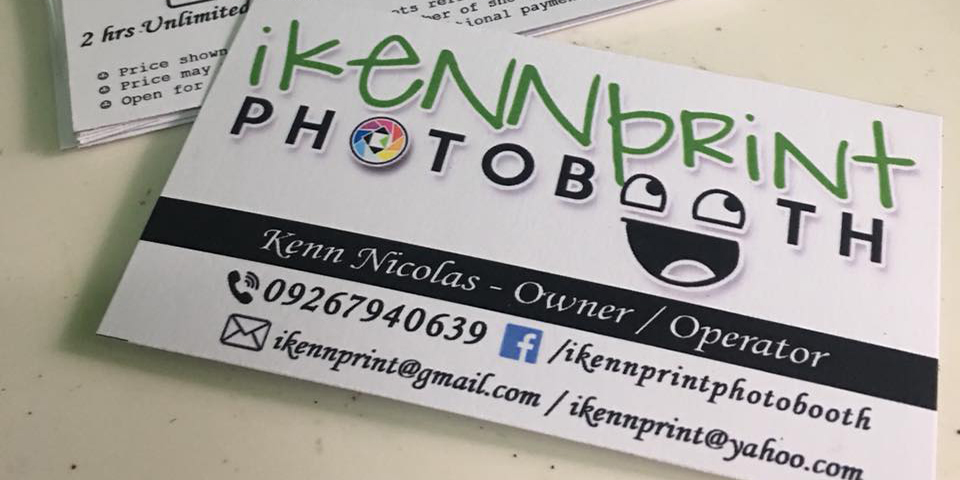 2 hrs Unlimited
Price shown
Price may
Open for
ikennprint
PHOTOBOOTH
Kenn Nicolas - Owner / Operator
09267940639 /ikennprintphotobooth
ikennprint@gmail.com / ikennprint@yahoo.com